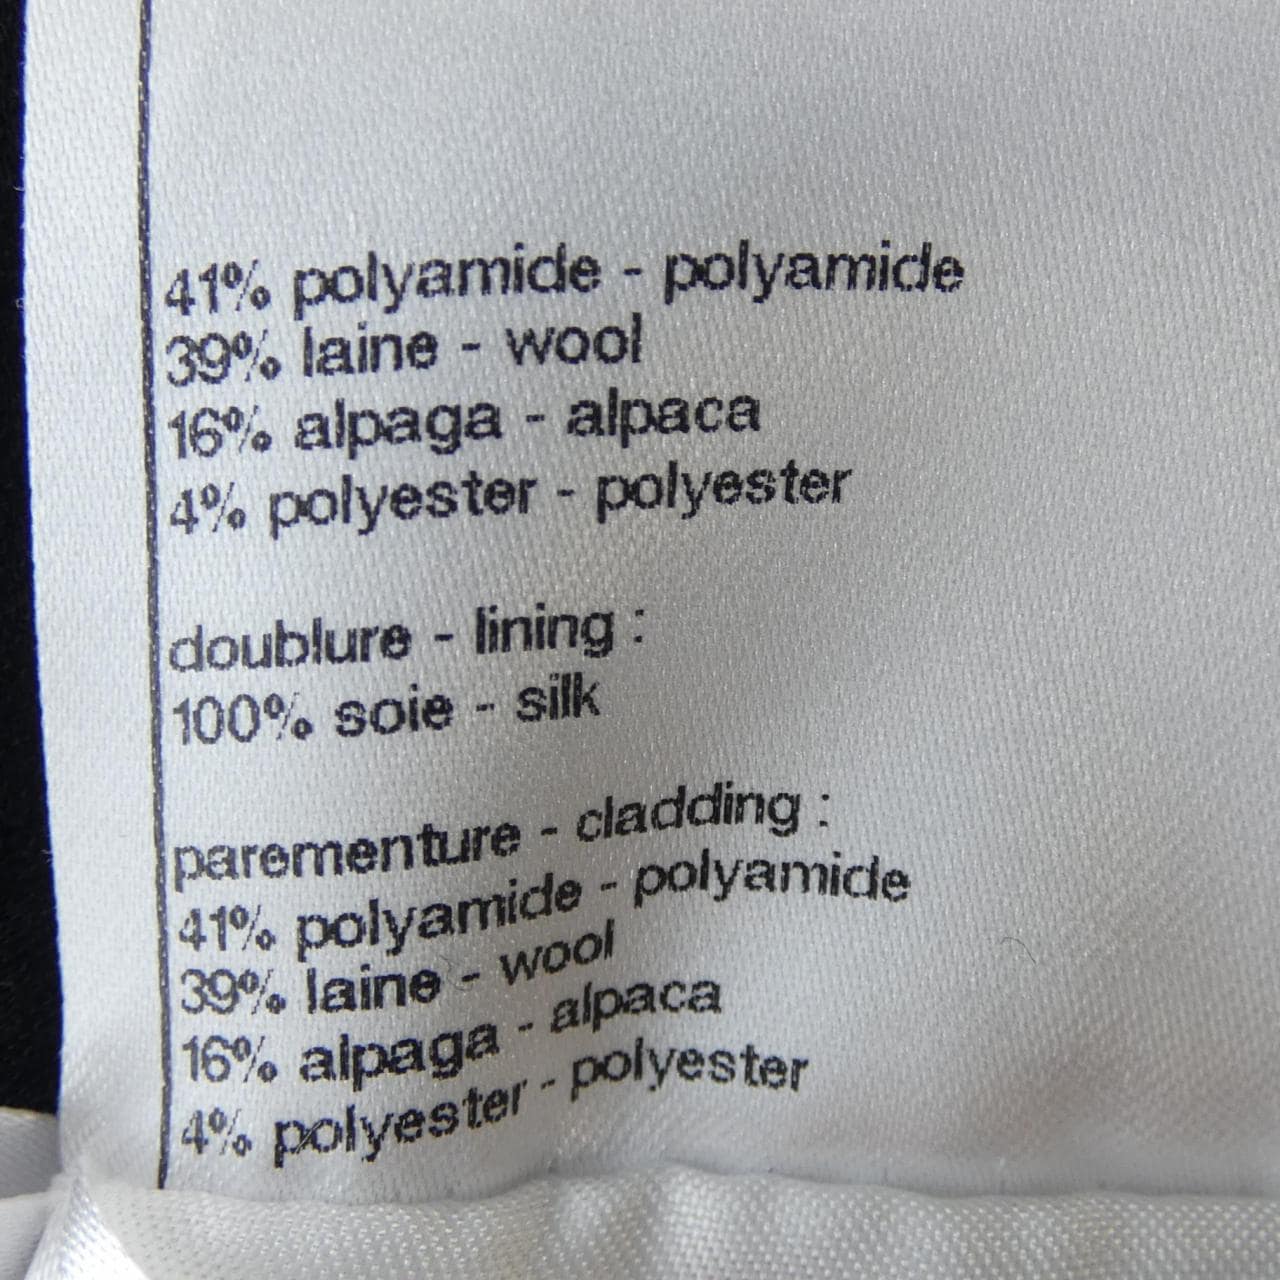 41% polyamide - polyamide
39% laine - wool
16% alpaga - alpaca
4% polyester - polyester
doublure - lining :
100% soie - silk
parementure - cladding :
41% polyamide - polyamide
39% laine - wool
16% alpaga - alpaca
4% polyester - polyester